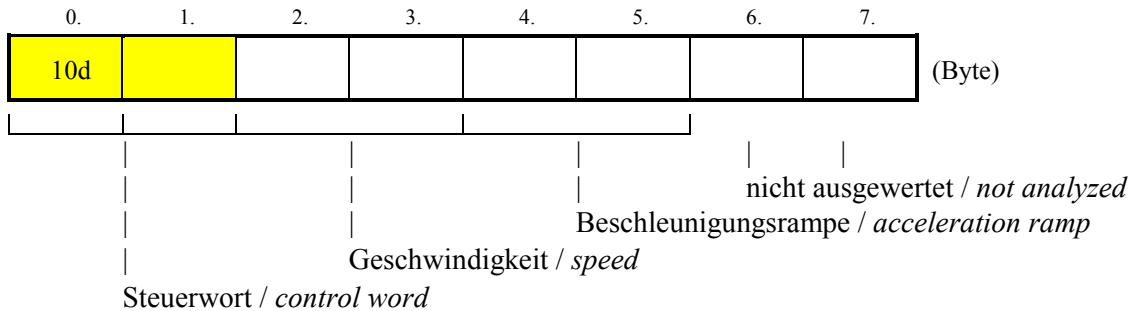 0. 1. 2. 3. 4. 5. 6. 7.
10d (Byte)
nicht ausgewertet / not analyzed
Beschleunigungsrampe / acceleration ramp
Geschwindigkeit / speed
Steuerwort / control word